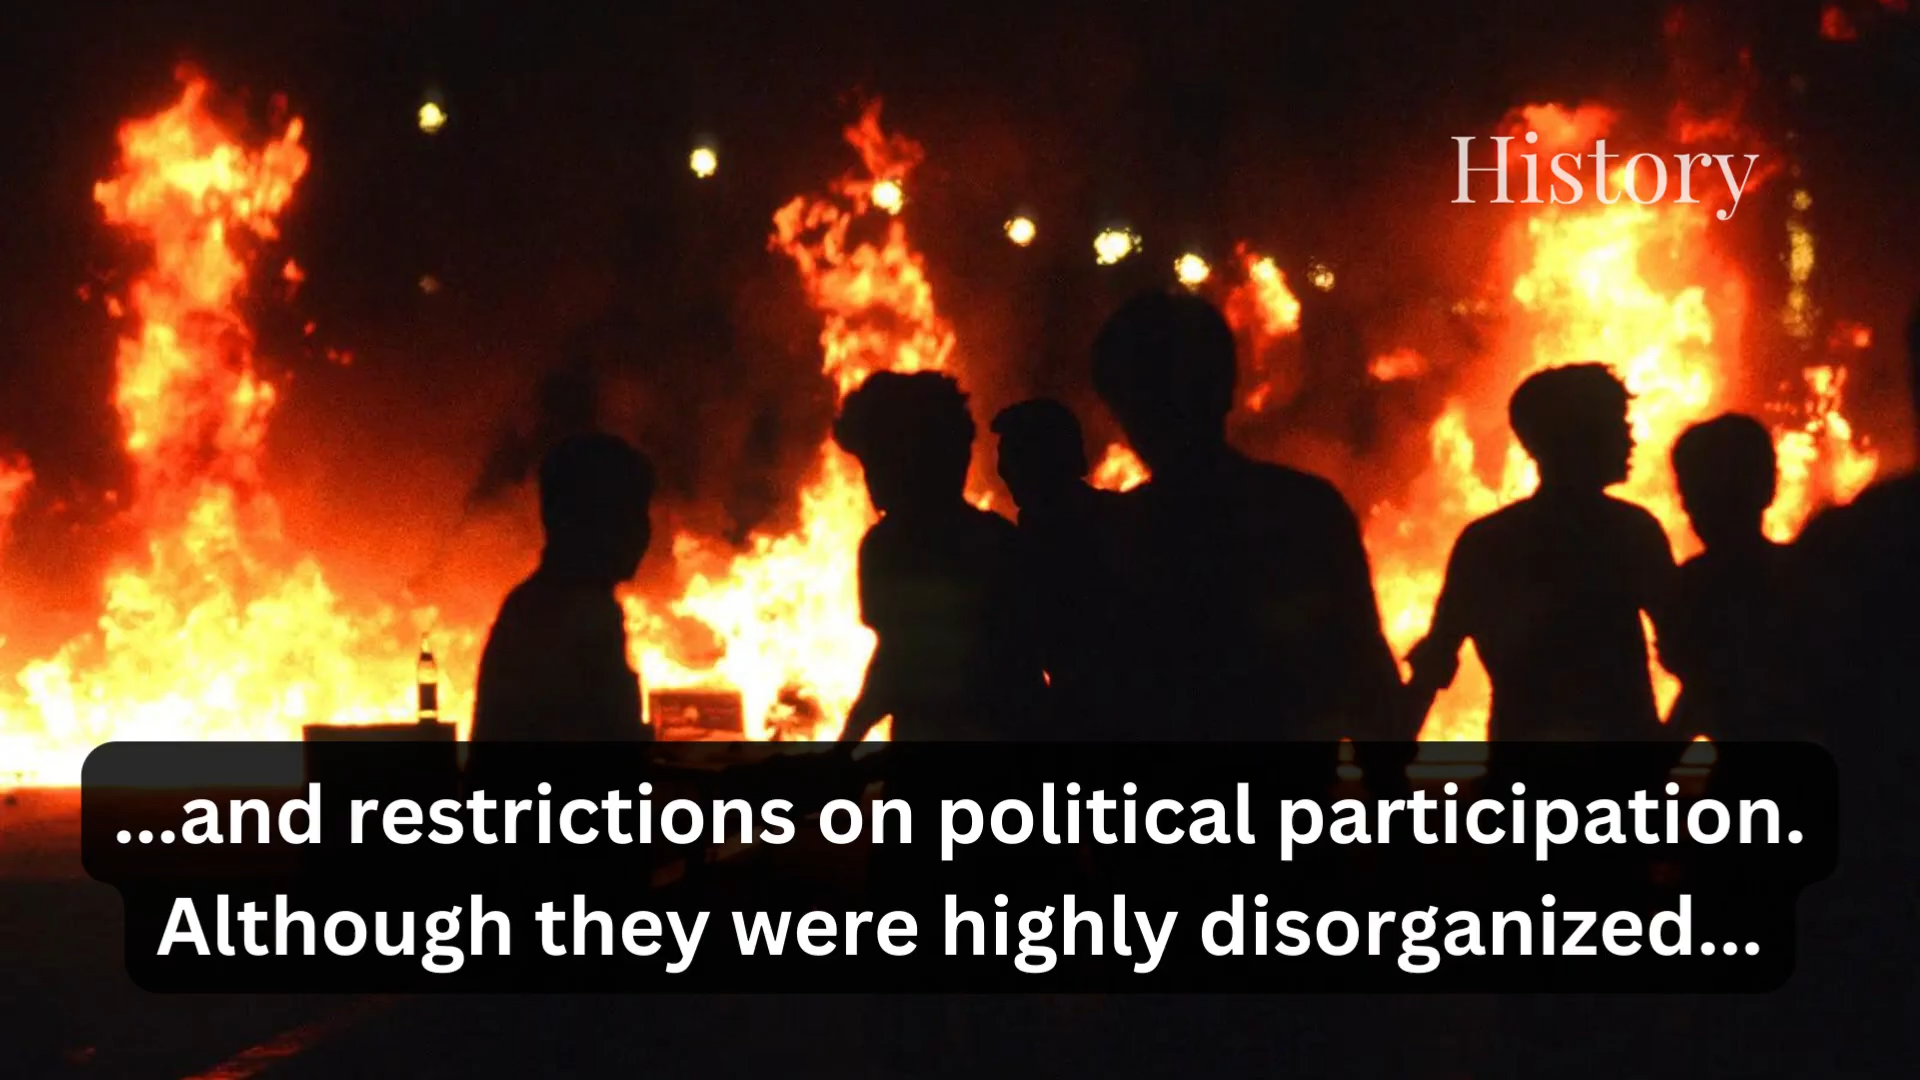 History
...and restrictions on political participation.
Although they were highly disorganized...